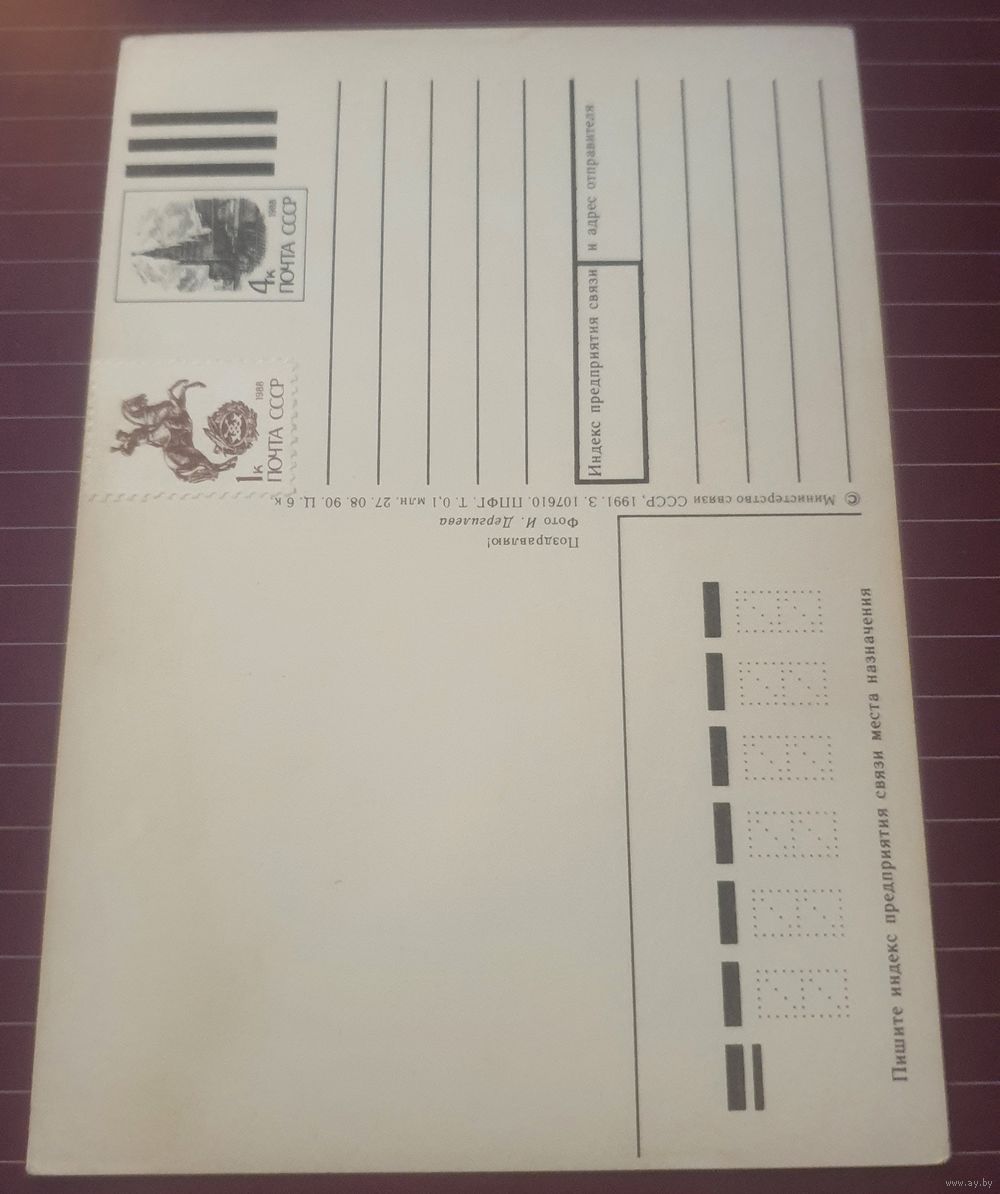 4к
1988
ПОЧТА СССР
1к
1988
ПОЧТА СССР
Индекс предприятия связи и адрес отправителя
© Министерство связи СССР, 1991. З. 107610. ППФГ. Т. 0,1 млн. 27. 08. 90. Ц. 6 к
Фото И. Дергилева
Поздравляю!
Пишите индекс предприятия связи места назначения
www.ay.by